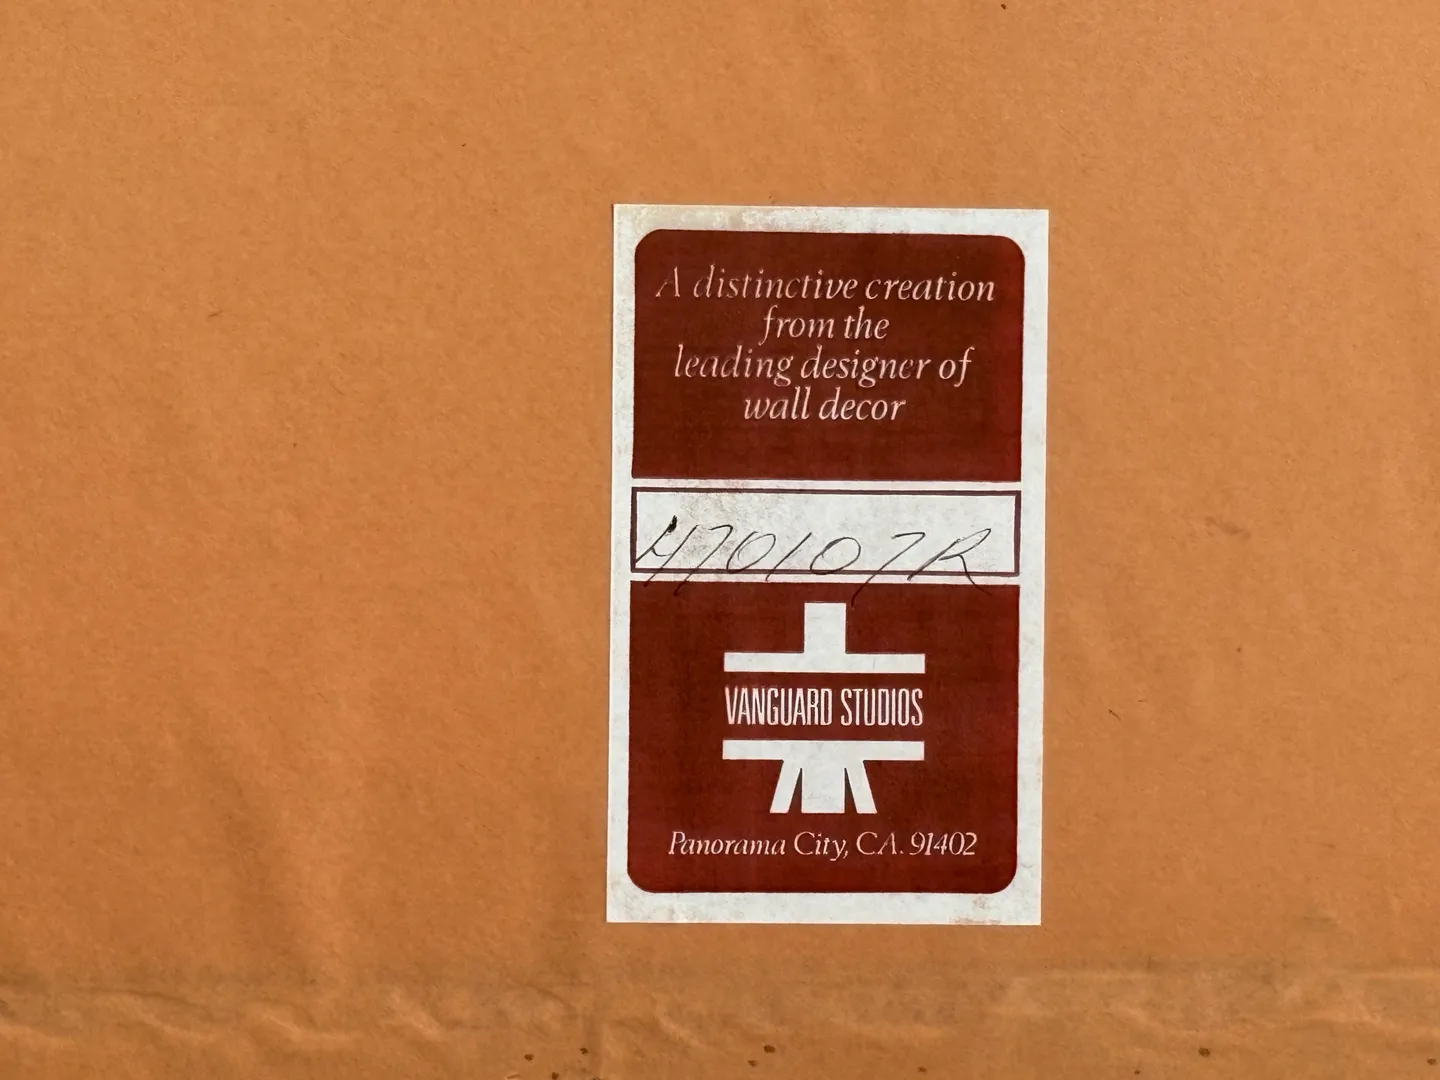 A distinctive creation
from the
leading designer of
wall decor
470107R
VANGUARD STUDIOS
Panorama City, CA. 91402